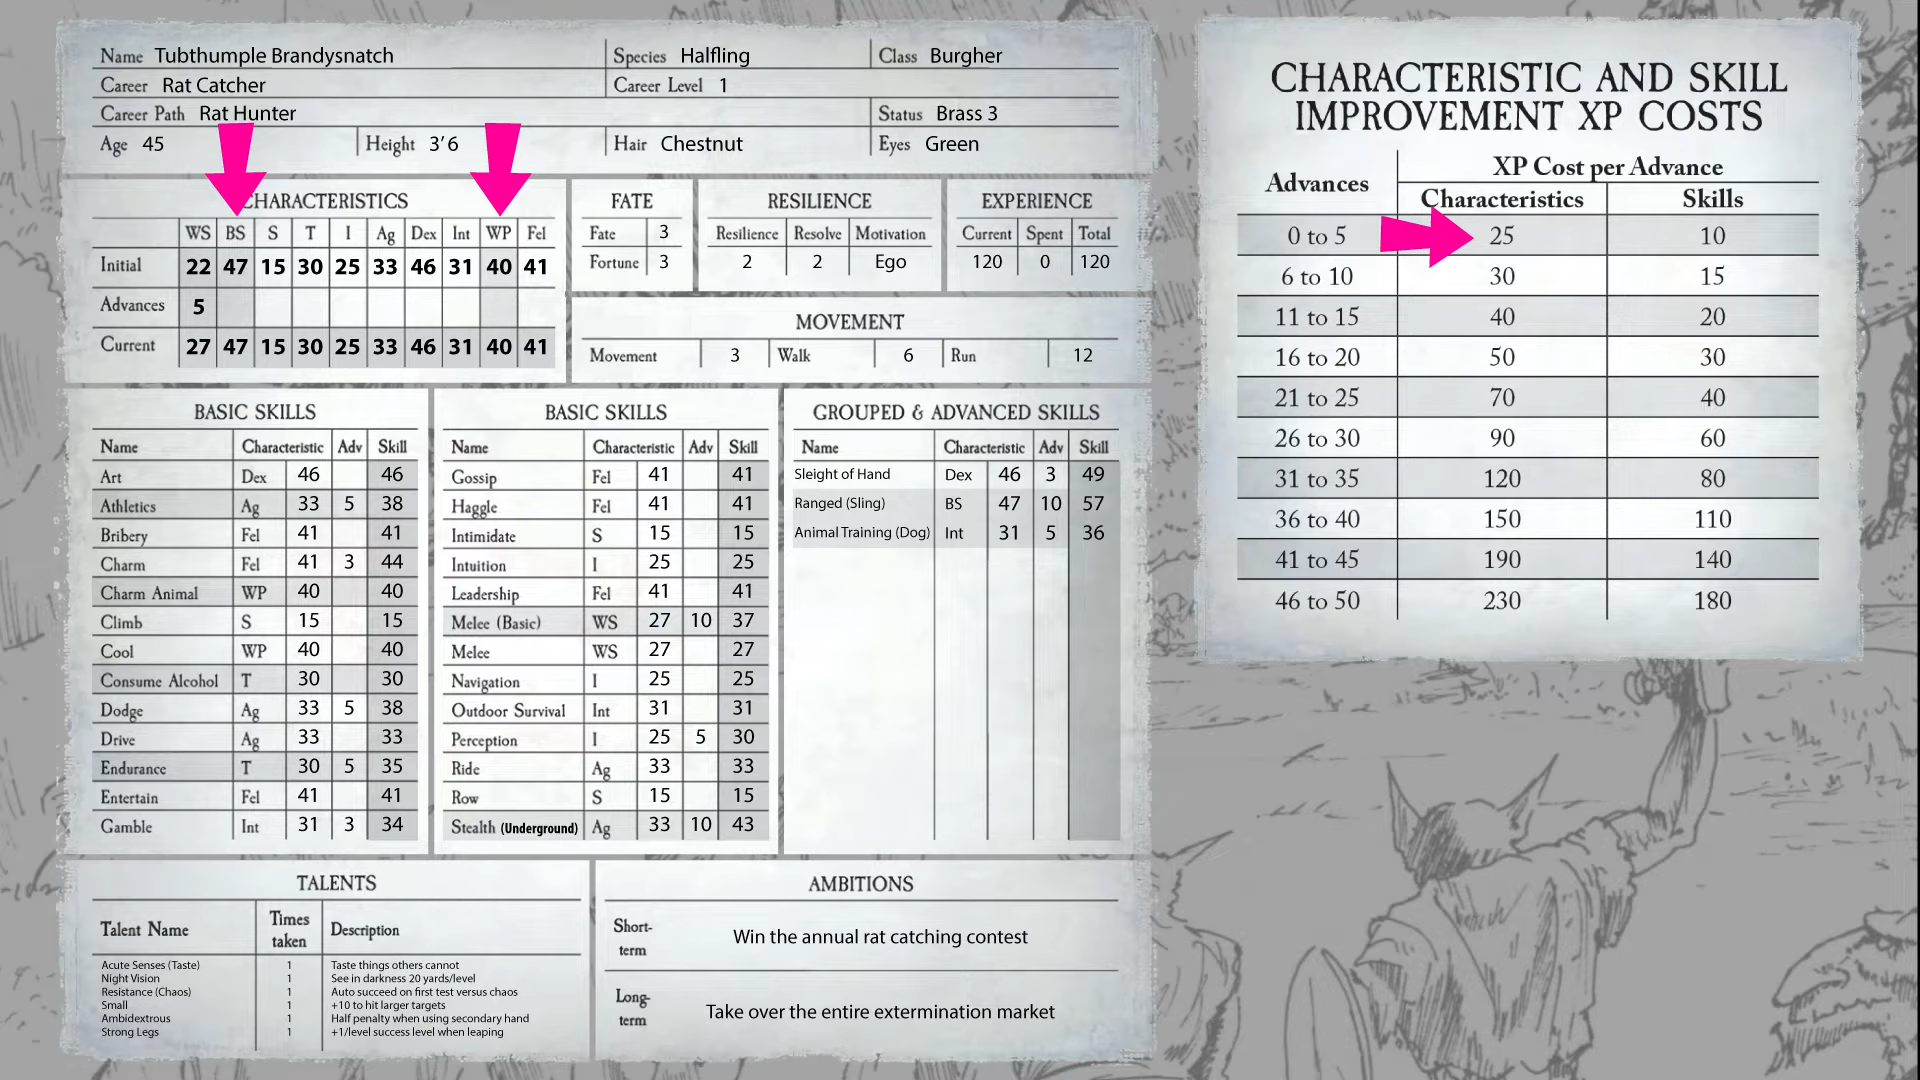 Name Tubthumple Brandysnatch Species Halfling Class Burgher
Career Rat Catcher Career Level 1
Career Path Rat Hunter Status Brass 3
Age 45 Height 3'6 Hair Chestnut Eyes Green
CHARACTERISTICS
WS BS S T I Ag Dex Int WP Fel
Initial 22 47 15 30 25 33 46 31 40 41
Advances 5
Current 27 47 15 30 25 33 46 31 40 41
FATE
Fate 3
Fortune 3
RESILIENCE
Resilience Resolve Motivation
2 2 Ego
EXPERIENCE
Current Spent Total
120 0 120
MOVEMENT
Movement 3 Walk 6 Run 12
BASIC SKILLS
Name Characteristic Adv Skill
Art Dex 46 46
Athletics Ag 33 5 38
Bribery Fel 41 41
Charm Fel 41 3 44
Charm Animal WP 40 40
Climb S 15 15
Cool WP 40 40
Consume Alcohol T 30 30
Dodge Ag 33 5 38
Drive Ag 33 33
Endurance T 30 5 35
Entertain Fel 41 41
Gamble Int 31 3 34
BASIC SKILLS
Name Characteristic Adv Skill
Gossip Fel 41 41
Haggle Fel 41 41
Intimidate S 15 15
Intuition I 25 25
Leadership Fel 41 41
Melee (Basic) WS 27 10 37
Melee WS 27 27
Navigation I 25 25
Outdoor Survival Int 31 31
Perception I 25 5 30
Ride Ag 33 33
Row S 15 15
Stealth (Underground) Ag 33 10 43
GROUPED & ADVANCED SKILLS
Name Characteristic Adv Skill
Sleight of Hand Dex 46 3 49
Ranged (Sling) BS 47 10 57
Animal Training (Dog) Int 31 5 36
TALENTS
Talent Name Times taken Description
Acute Senses (Taste) 1 Taste things others cannot
Night Vision 1 See in darkness 20 yards/level
Resistance (Chaos) 1 Auto succeed on first test versus chaos
Small 1 +10 to hit larger targets
Ambidextrous 1 Half penalty when using secondary hand
Strong Legs 1 +1/level success level when leaping
AMBITIONS
Short-term Win the annual rat catching contest
Long-term Take over the entire extermination market
CHARACTERISTIC AND SKILL
IMPROVEMENT XP COSTS
Advances XP Cost per Advance
Characteristics Skills
0 to 5 25 10
6 to 10 30 15
11 to 15 40 20
16 to 20 50 30
21 to 25 70 40
26 to 30 90 60
31 to 35 120 80
36 to 40 150 110
41 to 45 190 140
46 to 50 230 180